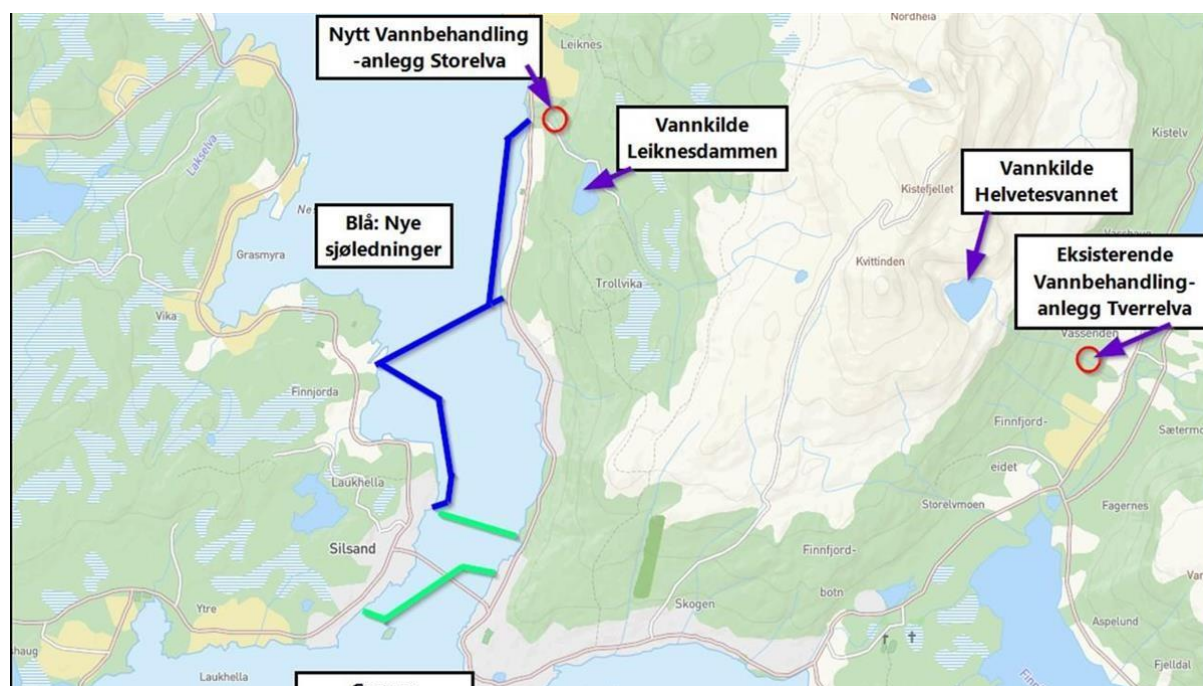 Nytt Vannbehandling
-anlegg Storelva
Leiknes
Nordheia
Vannkilde
Leiknesdammen
Lakselva
Kistelv
Vannkilde
Helvetesvannet
Kistefjellet
Blå: Nye
sjøledninger
Grasmyra
Kvittinden
Eksisterende
Vannbehandling-
anlegg Tverrelva
Trollvika
Vika
Vassenden
Finnjorda
Finnfjord-
eidet
Sætermo
Laukhella
Storelvmoen
Fagernes
Silsand
Finnfjord-
botn
Ytre
Skogen
Aspelund
shaug
Laukhella
Fjelldal